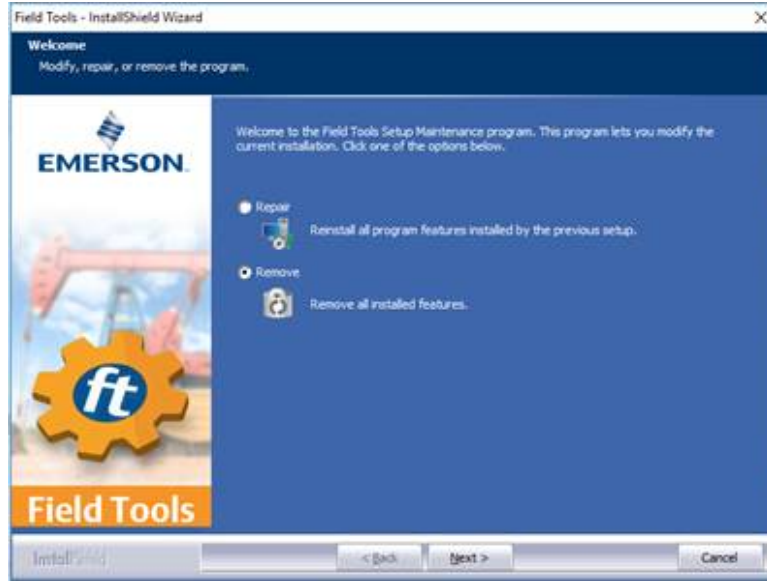 Field Tools - InstallShield Wizard
Welcome
Modify, repair, or remove the program.
EMERSON
Welcome to the Field Tools Setup Maintenance program. This program lets you modify the
current installation. Click one of the options below.
Repair
Reinstall all program features installed by the previous setup.
Remove
Remove all installed features.
ft
Field Tools
InstallShield
< Back
Next >
Cancel